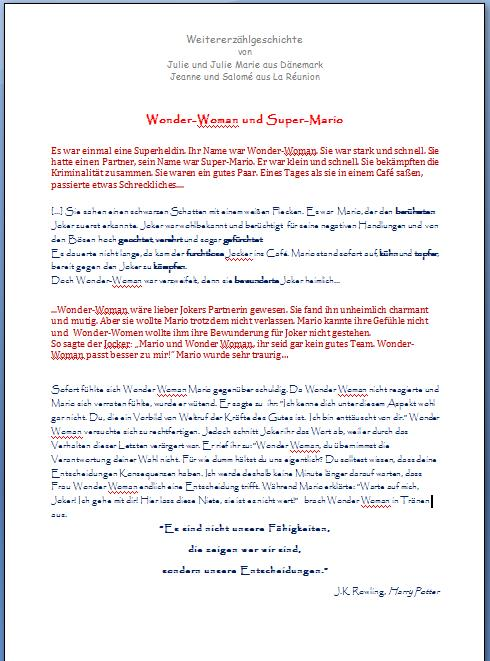 Weitererzählgeschichte
von
Julie und Julie Marie aus Dänemark
Jeanne und Salomé aus La Réunion
Wonder-Woman und Super-Mario
Es war einmal eine Superheldin. Ihr Name war Wonder-Woman. Sie war stark und schnell. Sie
hatte einen Partner, sein Name war Super-Mario. Er war klein und schnell. Sie bekämpften die
Kriminalität zusammen. Sie waren ein gutes Paar. Eines Tages als sie in einem Café saßen,
passierte etwas Schreckliches....
[...] Sie sahen einen schwarzen Schatten mit einem weißen Flecken. Es war Mario, der den berühmten
Joker zuerst erkannte. Joker war wohlbekannt und berüchtigt für seine negativen Handlungen und von
den Bösen hoch geachtet, verehrt und sogar gefürchtet.
Es dauerte nicht lange, da kam der furchtlose Jocker ins Café. Mario stand sofort auf, kühn und tapfer,
bereit gegen den Joker zu kämpfen.
Doch Wonder-Woman war verzweifelt, denn sie bewunderte Joker heimlich...
...Wonder-Woman, wäre lieber Jokers Partnerin gewesen. Sie fand ihn unheimlich charmant
und mutig. Aber sie wollte Mario trotzdem nicht verlassen. Mario kannte ihre Gefühle nicht
und Wonder-Women wollte ihm ihre Bewunderung für Joker nicht gestehen.
So sagte der Jocker: „Mario und Wonder Woman, ihr seid gar kein gutes Team. Wonder-
Woman passt besser zu mir!" Mario wurde sehr traurig...
Sofort fühlte sich Wonder Woman Mario gegenüber schuldig. Da Wonder Woman nicht reagierte und
Mario sich verraten fühlte, wurde er wütend. Er sagte zu ihr: "Ich kenne dich unter diesem Aspekt wohl
gar nicht. Du, die ein Vorbild von Weltruf der Kräfte des Gutes ist. Ich bin enttäuscht von dir." Wonder
Woman versuchte sich zu rechtfertigen. Jedoch schnitt Joker ihr das Wort ab, weil er durch das
Verhalten dieser Letzten verärgert war. Er rief ihr zu: "Wonder Woman, du übernimmst die
Verantwortung deiner Wahl nicht. Für wie dumm hältst du uns eigentlich? Du solltest wissen, dass deine
Entscheidungen Konsequenzen haben. Ich werde deshalb keine Minute länger darauf warten, dass
Frau Wonder Woman endlich eine Entscheidung trifft. Während Mario erklärte: "Warte auf mich,
Joker! Ich gehe mit dir! Hier lass diese Niete, sie ist es nicht wert!" brach Wonder Woman in Tränen
aus.
"Es sind nicht unsere Fähigkeiten,
die zeigen wer wir sind,
sondern unsere Entscheidungen."
J.K. Rowling, Harry Potter